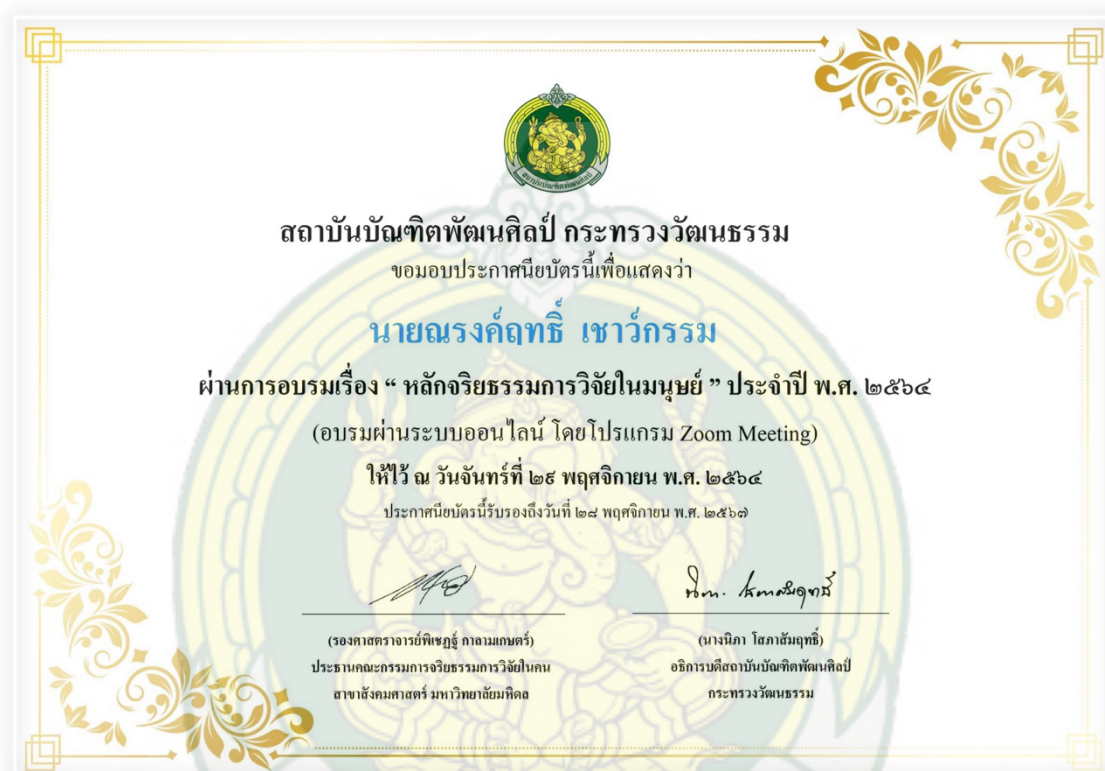 สถาบันบัณฑิตพัฒนศิลป์
สถาบันบัณฑิตพัฒนศิลป์ กระทรวงวัฒนธรรม
ขอมอบประกาศนียบัตรนี้เพื่อแสดงว่า
นายณรงค์ฤทธิ์ เชาว์กรรม
ผ่านการอบรมเรื่อง “ หลักจริยธรรมการวิจัยในมนุษย์ ” ประจำปี พ.ศ. ๒๕๖๔
(อบรมผ่านระบบออนไลน์ โดยโปรแกรม Zoom Meeting)
ให้ไว้ ณ วันจันทร์ที่ ๒๙ พฤศจิกายน พ.ศ. ๒๕๖๔
ประกาศนียบัตรนี้รับรองถึงวันที่ ๒๘ พฤศจิกายน พ.ศ. ๒๕๖๗
(รองศาสตราจารย์พิเชฏฐ์ กาลามเกษตร์)
ประธานคณะกรรมการจริยธรรมการวิจัยในคน
สาขาสังคมศาสตร์ มหาวิทยาลัยมหิดล
(นางนิภา โสภาสัมฤทธิ์)
อธิการบดีสถาบันบัณฑิตพัฒนศิลป์
กระทรวงวัฒนธรรม